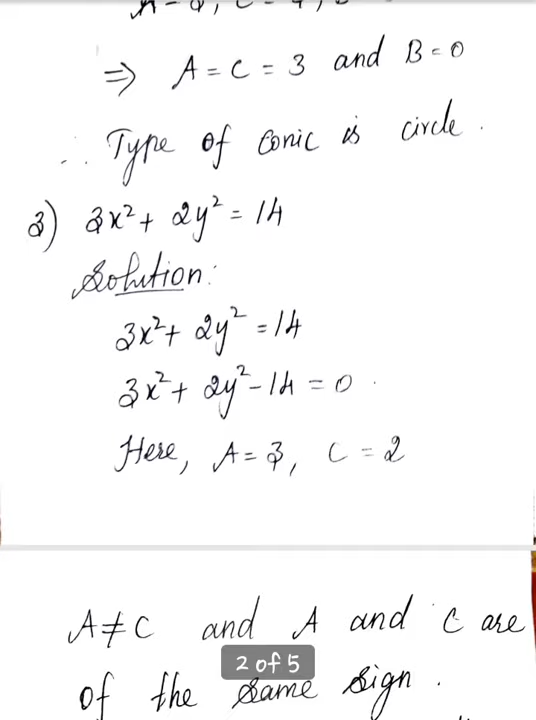 ⇒ A = C = 3 and B = 0
∴ Type of conic is circle.
3) 3x² + 2y² = 14
Solution:
3x² + 2y² = 14
3x² + 2y² - 14 = 0.
Here, A = 3, C = 2
A ≠ C and A and C are
2 of 5
of the same sign.